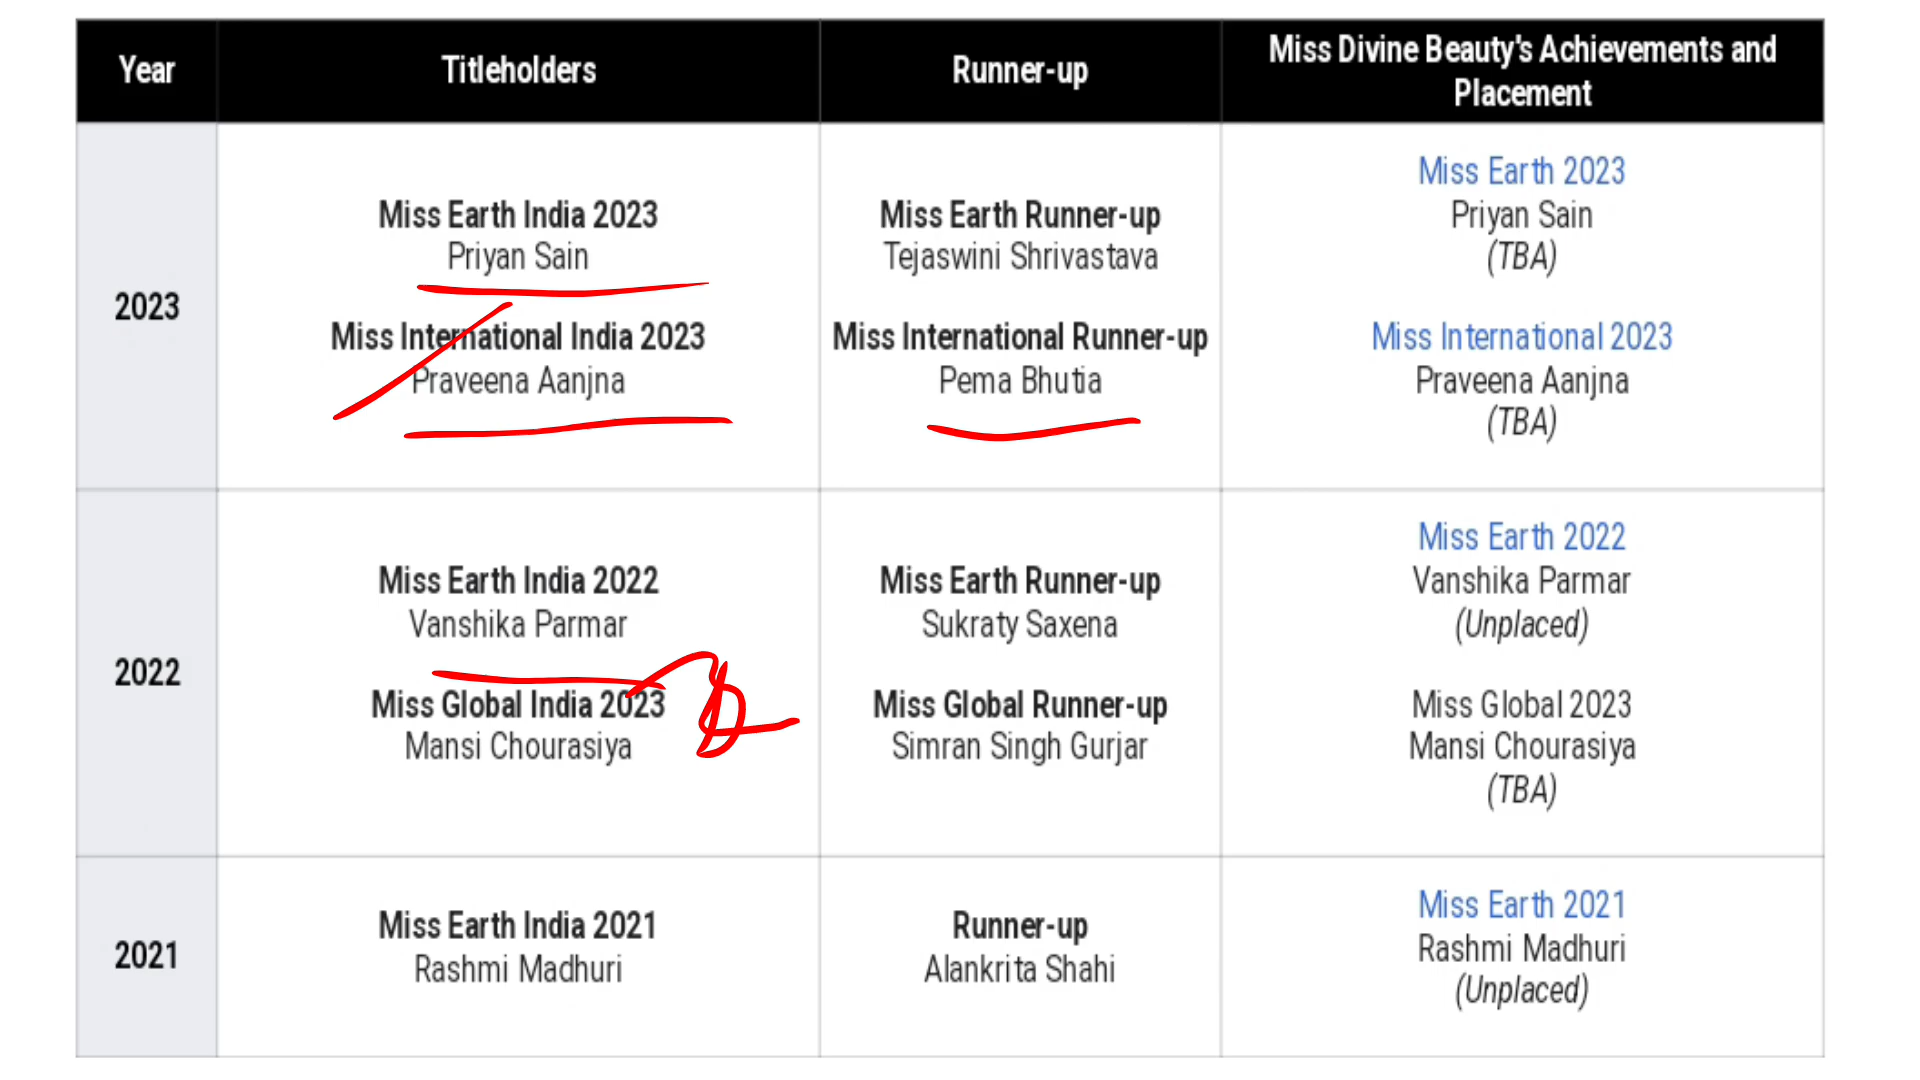 Year
Titleholders
Runner-up
Miss Divine Beauty's Achievements and
Placement
2023
Miss Earth India 2023
Priyan Sain
Miss International India 2023
Praveena Aanjna
Miss Earth Runner-up
Tejaswini Shrivastava
Miss International Runner-up
Pema Bhutia
Miss Earth 2023
Priyan Sain
(TBA)
Miss International 2023
Praveena Aanjna
(TBA)
2022
Miss Earth India 2022
Vanshika Parmar
Miss Global India 2023
Mansi Chourasiya
Miss Earth Runner-up
Sukraty Saxena
Miss Global Runner-up
Simran Singh Gurjar
Miss Earth 2022
Vanshika Parmar
(Unplaced)
Miss Global 2023
Mansi Chourasiya
(TBA)
2021
Miss Earth India 2021
Rashmi Madhuri
Runner-up
Alankrita Shahi
Miss Earth 2021
Rashmi Madhuri
(Unplaced)